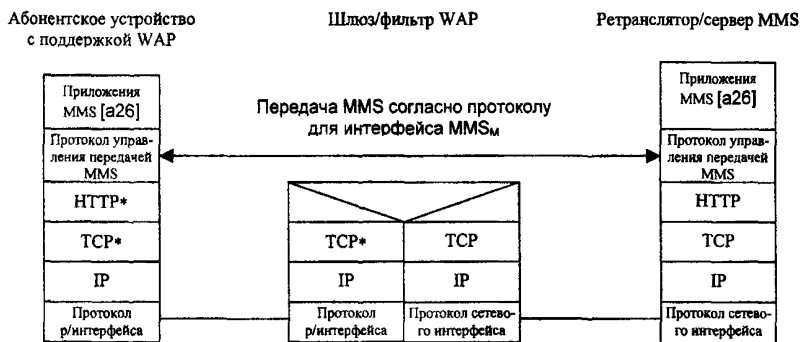 Абонентское устройство
с поддержкой WAP
Шлюз/фильтр WAP
Ретранслятор/сервер MMS
Приложения
MMS [a26]
Протокол управ-
ления передачей
MMS
HTTP*
TCP*
IP
Протокол
р/интерфейса
Передача MMS согласно протоколу
для интерфейса MMSM
TCP*
TCP
IP
IP
Протокол
р/интерфейса
Протокол сетево-
го интерфейса
Приложения
MMS [a26]
Протокол управ-
ления передачей
MMS
HTTP
TCP
IP
Протокол сетево-
го интерфейса